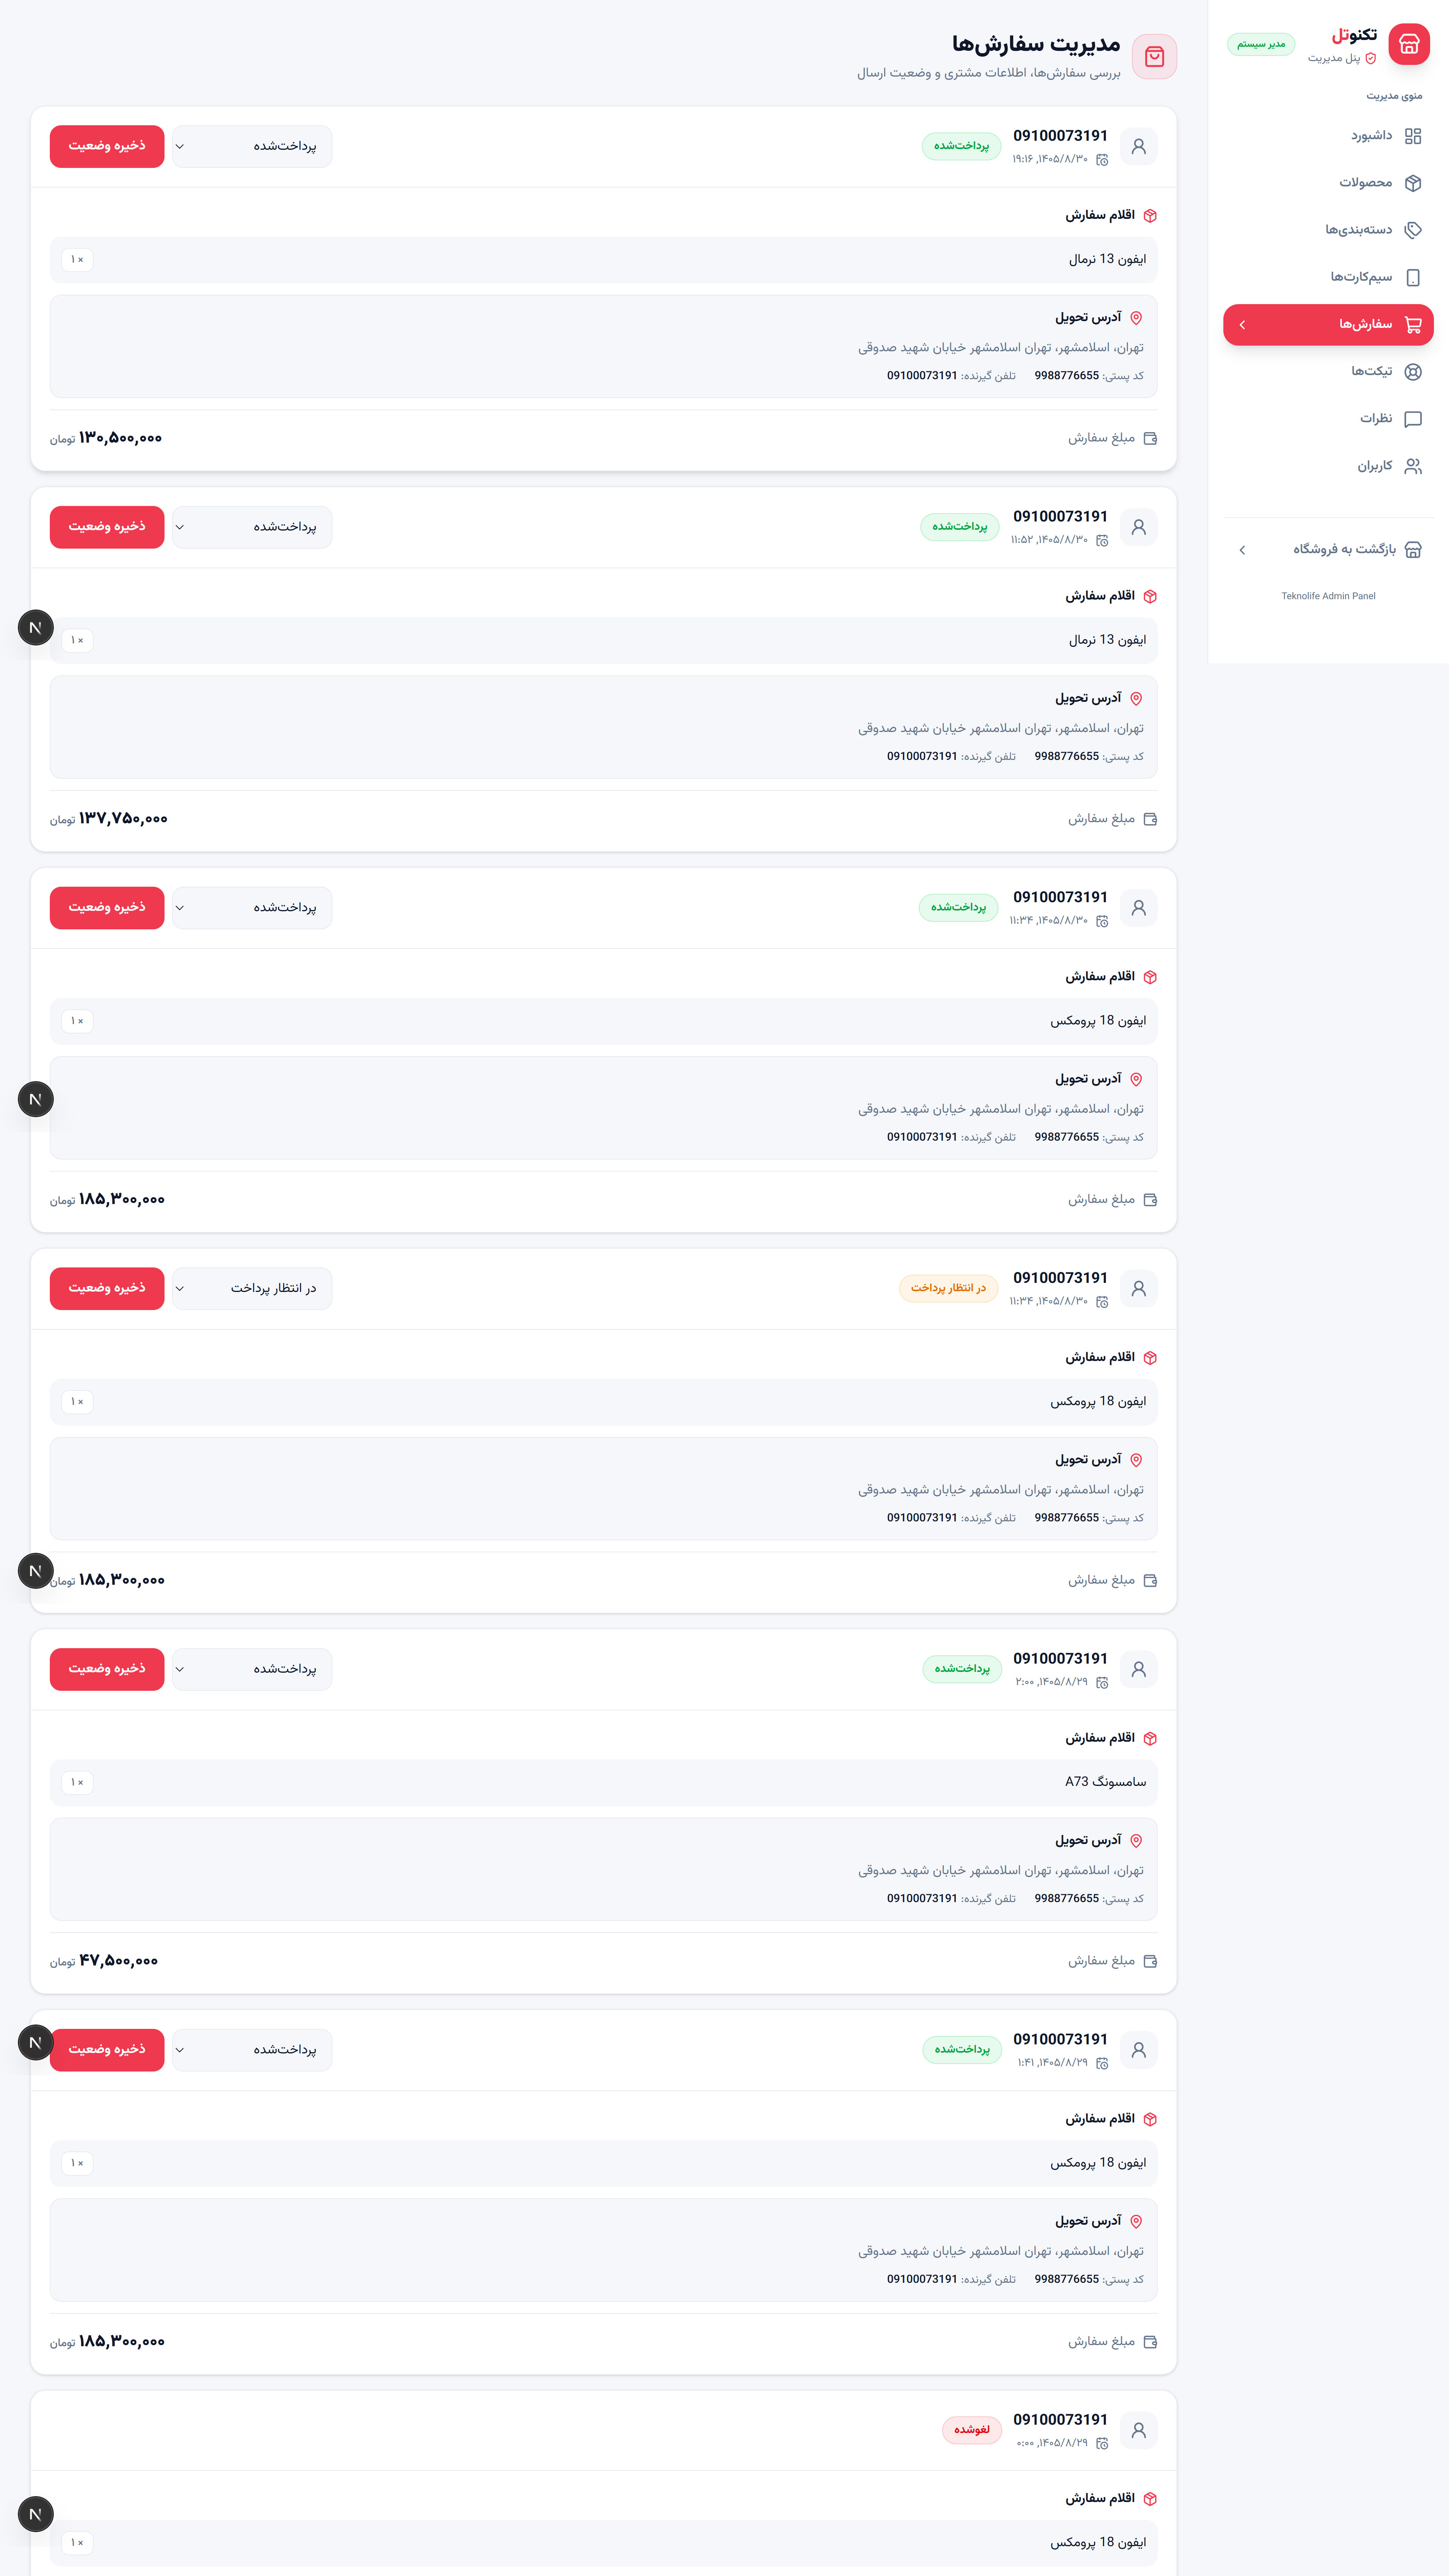 تکنوتل
پنل مدیریت
مدیر سیستم
منوی مدیریت
داشبورد
محصولات
دسته‌بندی‌ها
سیم‌کارت‌ها
سفارش‌ها
تیکت‌ها
نظرات
کاربران
بازگشت به فروشگاه
Teknolife Admin Panel
مدیریت سفارش‌ها
بررسی سفارش‌ها، اطلاعات مشتری و وضعیت ارسال
09100073191
۱۴۰۵/۸/۳۰, ۱۹:۱۶
پرداخت‌شده
پرداخت‌شده
ذخیره وضعیت
اقلام سفارش
ایفون 13 نرمال
× ۱
آدرس تحویل
تهران، اسلامشهر، تهران اسلامشهر خیابان شهید صدوقی
کد پستی: 9988776655 تلفن گیرنده: 09100073191
مبلغ سفارش
۱۳۰,۵۰۰,۰۰۰ تومان
09100073191
۱۴۰۵/۸/۳۰, ۱۱:۵۲
پرداخت‌شده
پرداخت‌شده
ذخیره وضعیت
اقلام سفارش
ایفون 13 نرمال
× ۱
آدرس تحویل
تهران، اسلامشهر، تهران اسلامشهر خیابان شهید صدوقی
کد پستی: 9988776655 تلفن گیرنده: 09100073191
مبلغ سفارش
۱۳۷,۷۵۰,۰۰۰ تومان
09100073191
۱۴۰۵/۸/۳۰, ۱۱:۳۴
پرداخت‌شده
پرداخت‌شده
ذخیره وضعیت
اقلام سفارش
ایفون 18 پرومکس
× ۱
آدرس تحویل
تهران، اسلامشهر، تهران اسلامشهر خیابان شهید صدوقی
کد پستی: 9988776655 تلفن گیرنده: 09100073191
مبلغ سفارش
۱۸۵,۳۰۰,۰۰۰ تومان
09100073191
۱۴۰۵/۸/۳۰, ۱۱:۳۴
در انتظار پرداخت
در انتظار پرداخت
ذخیره وضعیت
اقلام سفارش
ایفون 18 پرومکس
× ۱
آدرس تحویل
تهران، اسلامشهر، تهران اسلامشهر خیابان شهید صدوقی
کد پستی: 9988776655 تلفن گیرنده: 09100073191
مبلغ سفارش
۱۸۵,۳۰۰,۰۰۰ تومان
09100073191
۱۴۰۵/۸/۲۹, ۲:۰۰
پرداخت‌شده
پرداخت‌شده
ذخیره وضعیت
اقلام سفارش
سامسونگ A73
× ۱
آدرس تحویل
تهران، اسلامشهر، تهران اسلامشهر خیابان شهید صدوقی
کد پستی: 9988776655 تلفن گیرنده: 09100073191
مبلغ سفارش
۴۷,۵۰۰,۰۰۰ تومان
09100073191
۱۴۰۵/۸/۲۹, ۱:۴۱
پرداخت‌شده
پرداخت‌شده
ذخیره وضعیت
اقلام سفارش
ایفون 18 پرومکس
× ۱
آدرس تحویل
تهران، اسلامشهر، تهران اسلامشهر خیابان شهید صدوقی
کد پستی: 9988776655 تلفن گیرنده: 09100073191
مبلغ سفارش
۱۸۵,۳۰۰,۰۰۰ تومان
09100073191
۱۴۰۵/۸/۲۹, ۰:۰۰
لغوشده
اقلام سفارش
ایفون 18 پرومکس
× ۱